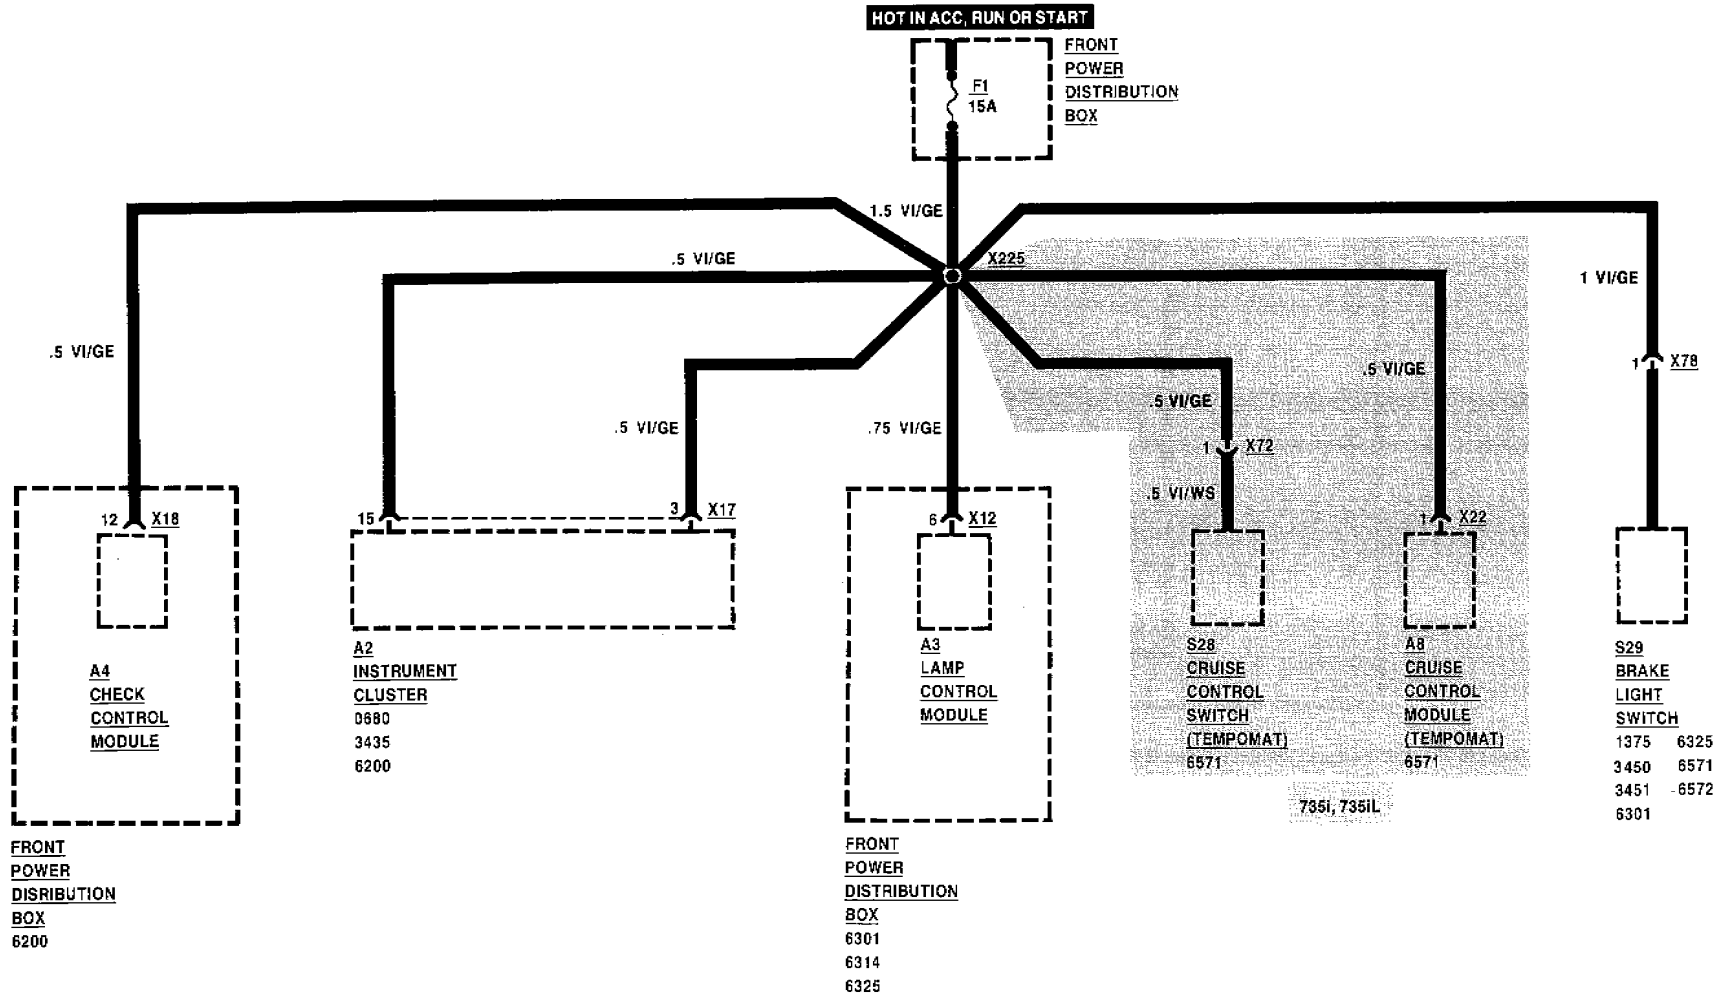 HOT IN ACC, RUN OR START
FRONT
POWER
DISTRIBUTION
BOX
F1
15A
1.5 VI/GE
X225
.5 VI/GE
1 VI/GE
.5 VI/GE
1 X78
.5 VI/GE
.5 VI/GE
.5 VI/GE
.75 VI/GE
1 X72
.5 VI/WS
12 X18
15
3 X17
6 X12
1 X22
A4
CHECK
CONTROL
MODULE
FRONT
POWER
DISRIBUTION
BOX
6200
A2
INSTRUMENT
CLUSTER
0680
3435
6200
A3
LAMP
CONTROL
MODULE
FRONT
POWER
DISTRIBUTION
BOX
6301
6314
6325
S28
CRUISE
CONTROL
SWITCH
(TEMPOMAT)
6571
A8
CRUISE
CONTROL
MODULE
(TEMPOMAT)
6571
735i, 735iL
S29
BRAKE
LIGHT
SWITCH
1375 6325
3450 6571
3451 6572
6301